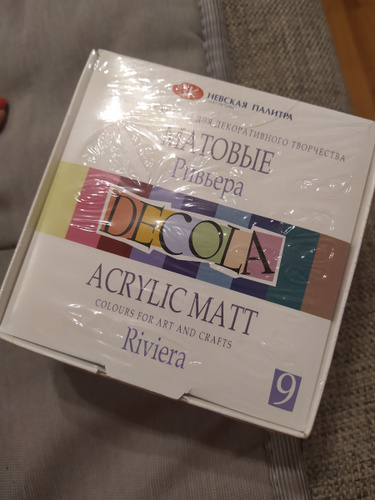 НЕВСКАЯ ПАЛИТРА
ДЛЯ ДЕКОРАТИВНОГО ТВОРЧЕСТВА
МАТОВЫЕ
Ривьера
DECOLA
ACRYLIC MATT
COLOURS FOR ART AND CRAFTS
Riviera
9